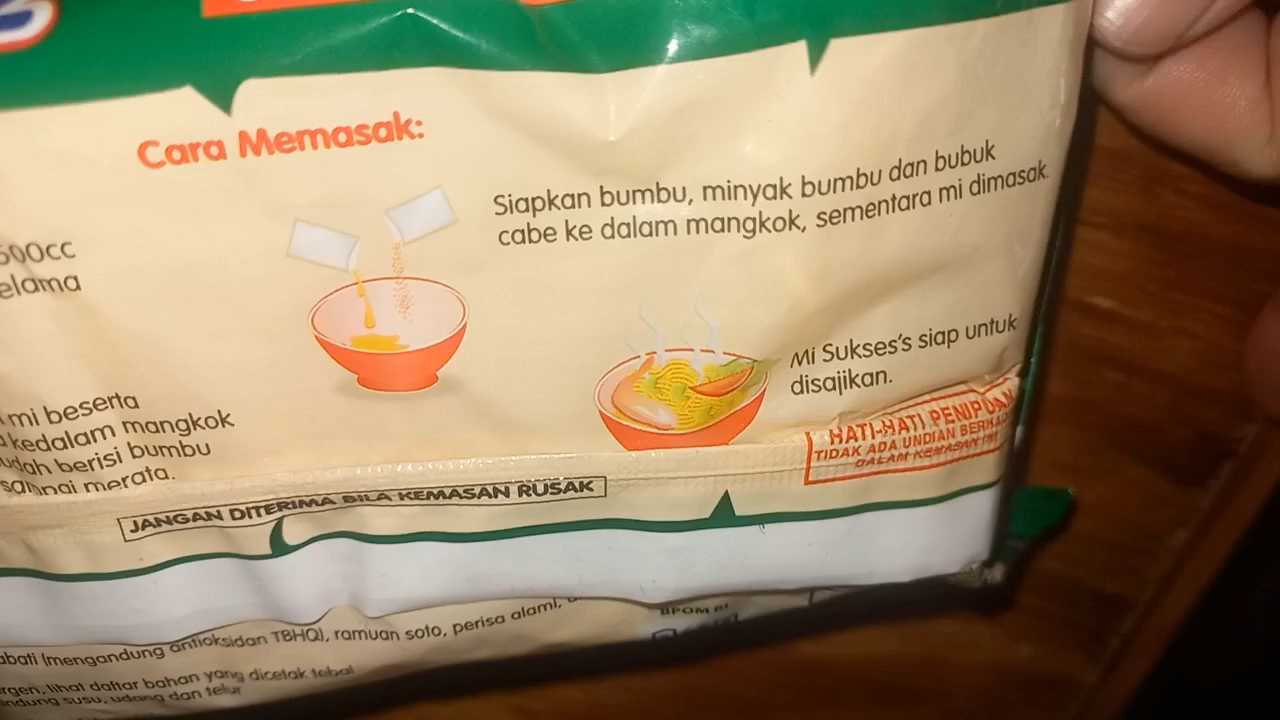 Cara Memasak:
500cc
elama
Siapkan bumbu, minyak bumbu dan bubuk
cabe ke dalam mangkok, sementara mi dimasak.
mi beserta
kedalam mangkok
udah berisi bumbu
sampai merata.
Mi Sukses's siap untuk
disajikan.
HATI-HATI PENIPUAN
TIDAK ADA UNDIAN BERHA
DALAM KEMASAN INI
JANGAN DITERIMA BILA KEMASAN RUSAK
abati (mengandung antioksidan TBHQ), ramuan soto, perisa alami,
BPOM RI
rgen, lihat daftar bahan yang dicetak tebal
ndung susu, udang dan telur